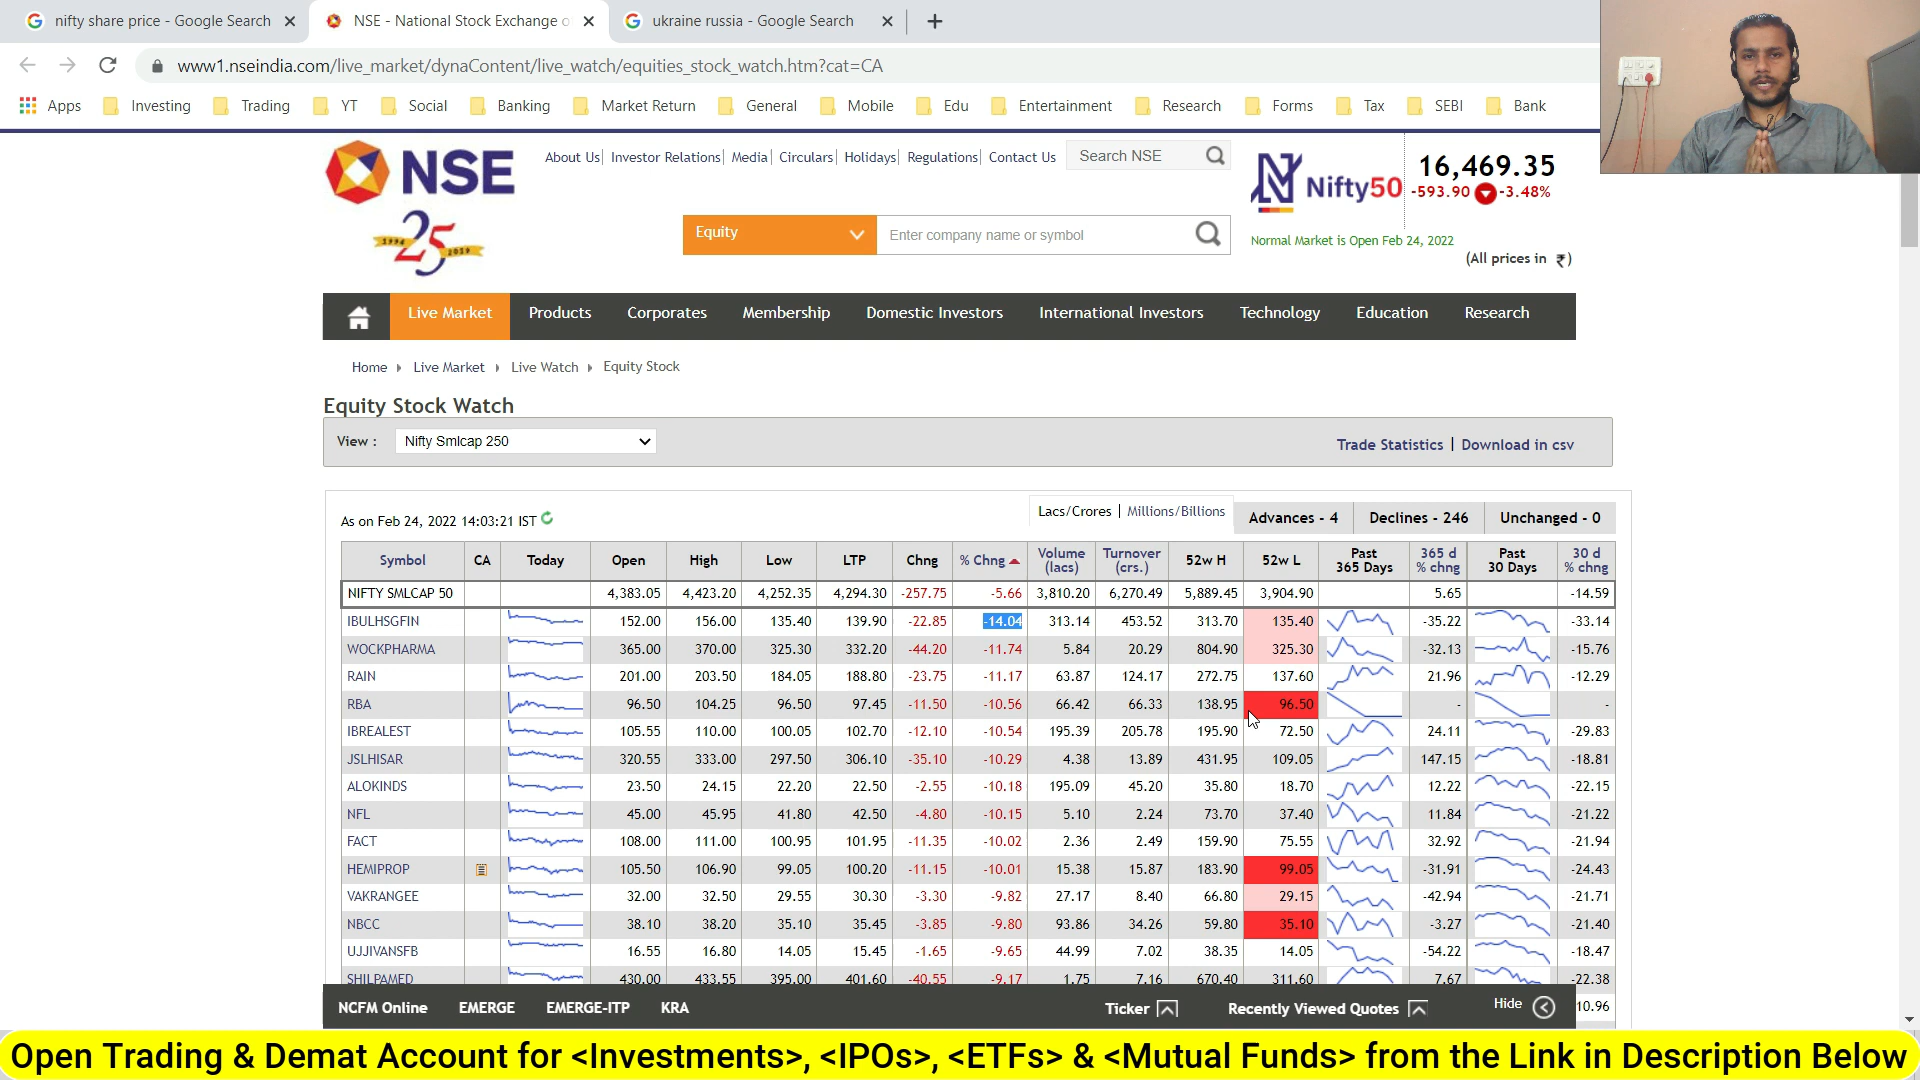 nifty share price - Google Search
NSE - National Stock Exchange o
ukraine russia - Google Search
www1.nseindia.com/live_market/dynaContent/live_watch/equities_stock_watch.htm?cat=CA
Apps Investing Trading YT Social Banking Market Return General Mobile Edu Entertainment Research Forms Tax SEBI Bank
NSE
1994 25 2019
About Us| Investor Relations| Media| Circulars| Holidays| Regulations| Contact Us
Search NSE
Equity
Enter company name or symbol
Nifty50
16,469.35
-593.90 -3.48%
Normal Market is Open Feb 24, 2022
(All prices in ₹)
Live Market Products Corporates Membership Domestic Investors International Investors Technology Education Research
Home Live Market Live Watch Equity Stock
Equity Stock Watch
View : Nifty Smlcap 250
Trade Statistics | Download in csv
As on Feb 24, 2022 14:03:21 IST
Lacs/Crores | Millions/Billions
Advances - 4 Declines - 246 Unchanged - 0
Symbol CA Today Open High Low LTP Chng % Chng Volume (lacs) Turnover (crs.) 52w H 52w L Past 365 Days 365 d % chng Past 30 Days 30 d % chng
NIFTY SMLCAP 50 4,383.05 4,423.20 4,252.35 4,294.30 -257.75 -5.66 3,810.20 6,270.49 5,889.45 3,904.90 5.65 -14.59
IBULHSGFIN 152.00 156.00 135.40 139.90 -22.85 -14.04 313.14 453.52 313.70 135.40 -35.22 -33.14
WOCKPHARMA 365.00 370.00 325.30 332.20 -44.20 -11.74 5.84 20.29 804.90 325.30 -32.13 -15.76
RAIN 201.00 203.50 184.05 188.80 -23.75 -11.17 63.87 124.17 272.75 137.60 21.96 -12.29
RBA 96.50 104.25 96.50 97.45 -11.50 -10.56 66.42 66.33 138.95 96.50 - -
IBREALEST 105.55 110.00 100.05 102.70 -12.10 -10.54 195.39 205.78 195.90 72.50 24.11 -29.83
JSLHISAR 320.55 333.00 297.50 306.10 -35.10 -10.29 4.38 13.89 431.95 109.05 147.15 -18.81
ALOKINDS 23.50 24.15 22.20 22.50 -2.55 -10.18 195.09 45.20 35.80 18.70 12.22 -22.15
NFL 45.00 45.95 41.80 42.50 -4.80 -10.15 5.10 2.24 73.70 37.40 11.84 -21.22
FACT 108.00 111.00 100.95 101.95 -11.35 -10.02 2.36 2.49 159.90 75.55 32.92 -21.94
HEMIPROP 105.50 106.90 99.05 100.20 -11.15 -10.01 15.38 15.87 183.90 99.05 -31.91 -24.43
VAKRANGEE 32.00 32.50 29.55 30.30 -3.30 -9.82 27.17 8.40 66.80 29.15 -42.94 -21.71
NBCC 38.10 38.20 35.10 35.45 -3.85 -9.80 93.86 34.26 59.80 35.10 -3.27 -21.40
UJJIVANSFB 16.55 16.80 14.05 15.45 -1.65 -9.65 44.99 7.02 38.35 14.05 -54.22 -18.47
SHILPAMED 430.00 433.55 395.00 401.60 -40.55 -9.17 1.75 7.16 670.40 311.60 7.67 -22.38
10.96
NCFM Online EMERGE EMERGE-ITP KRA Ticker Recently Viewed Quotes Hide
Open Trading & Demat Account for <Investments>, <IPOs>, <ETFs> & <Mutual Funds> from the Link in Description Below